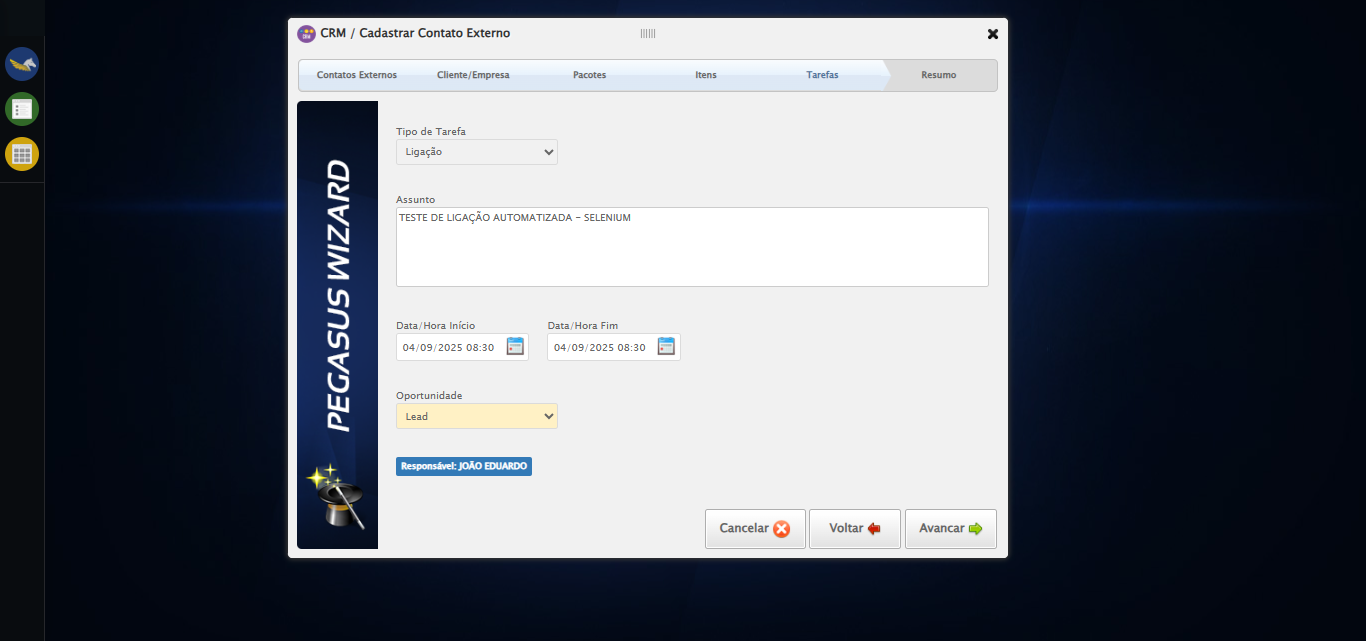 CRM / Cadastrar Contato Externo
Contatos Externos
Cliente/Empresa
Pacotes
Itens
Tarefas
Resumo
PEGASUS WIZARD
Tipo de Tarefa
Ligação
Assunto
TESTE DE LIGAÇÃO AUTOMATIZADA - SELENIUM
Data/Hora Início
Data/Hora Fim
04/09/2025 08:30
04/09/2025 08:30
Oportunidade
Lead
Responsável: JOÃO EDUARDO
Cancelar
Voltar
Avancar